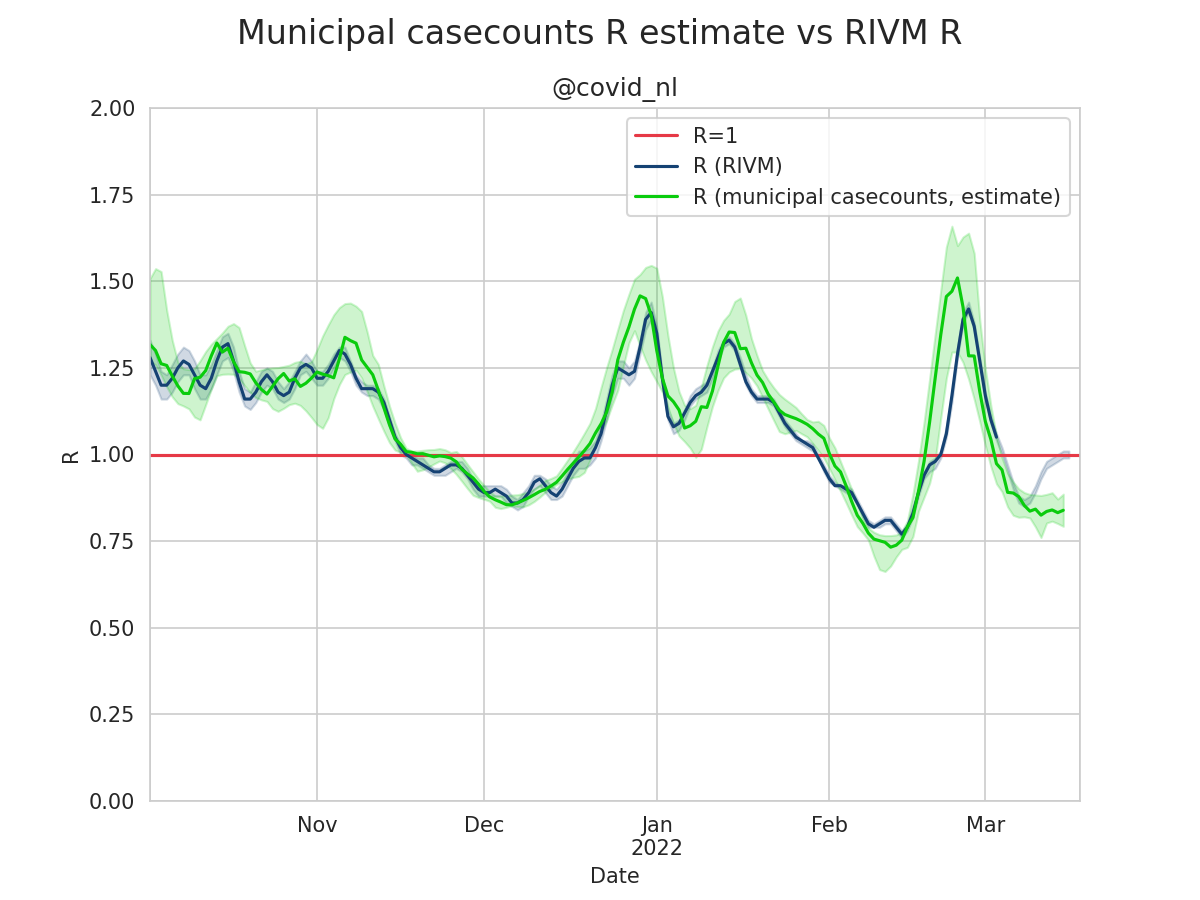 Municipal casecounts R estimate vs RIVM R
@covid_nl
R=1
R (RIVM)
R (municipal casecounts, estimate)
2.00
1.75
1.50
1.25
1.00
0.75
0.50
0.25
0.00
R
Nov
Dec
Jan
2022
Feb
Mar
Date